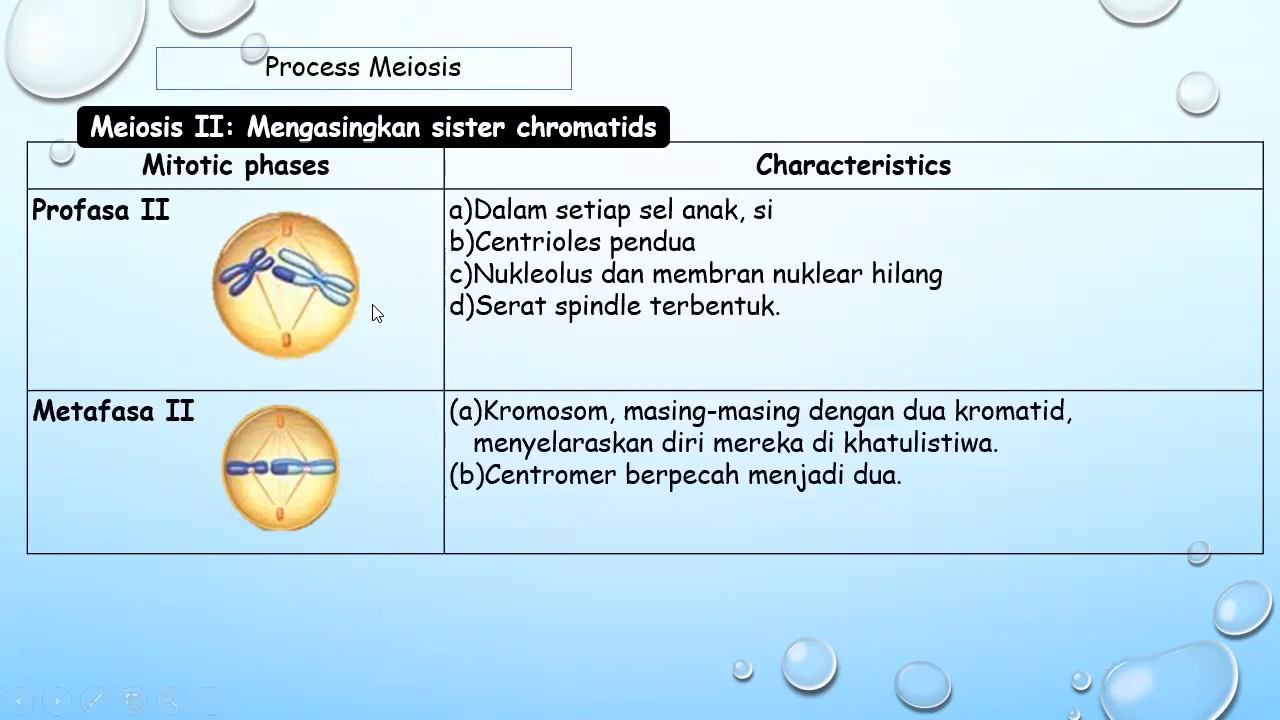 Process Meiosis
Meiosis II: Mengasingkan sister chromatids
Mitotic phases
Characteristics
Profasa II
a)Dalam setiap sel anak, si
b)Centrioles pendua
c)Nukleolus dan membran nuklear hilang
d)Serat spindle terbentuk.
Metafasa II
(a)Kromosom, masing-masing dengan dua kromatid,
menyelaraskan diri mereka di khatulistiwa.
(b)Centromer berpecah menjadi dua.